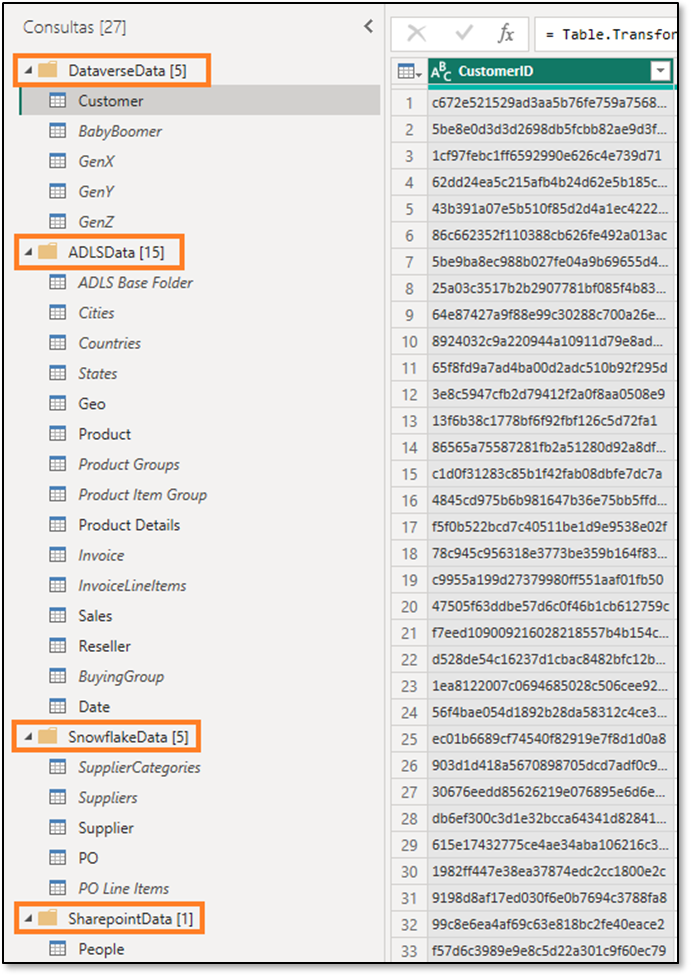 Consultas [27]
DataverseData [5]
Customer
BabyBoomer
GenX
GenY
GenZ
ADLSData [15]
ADLS Base Folder
Cities
Countries
States
Geo
Product
Product Groups
Product Item Group
Product Details
Invoice
InvoiceLineItems
Sales
Reseller
BuyingGroup
Date
SnowflakeData [5]
SupplierCategories
Suppliers
Supplier
PO
PO Line Items
SharepointData [1]
People
fx = Table.Transfor
ABC CustomerID
1 c672e521529ad3aa5b76fe759a7568...
2 5be8e0d3d3d2698db5fcbb82ae9d3f...
3 1cf97febc1ff6592990e626c4e739d71
4 62dd24ea5c215afb4b24d62e5b185c...
5 43b391a07e5b510f85d2d4a1ec4222...
6 86c662352f110388cb626fe492a013ac
7 5be9ba8ec988b027fe04a9b69655d4...
8 25a03c3517b2b2907781bf085f4b83...
9 64e87427a9f88e99c30288c700a26e...
10 8924032c9a220944a10911d79e8ad...
11 65f8fd9a7ad4ba00d2adc510b92f295d
12 3e8c5947cfb2d79412f2a0f8aa0508e9
13 13f6b38c1778bf6f92fbf126c5d72fa1
14 86565a75587281fb2a51280d92a8df...
15 c1d0f31283c85b1f42fab08dbfe7dc7a
16 4845cd975b6b981647b36e75bb5ffd...
17 f5f0b522bcd7c40511be1d9e9538e02f
18 78c945c956318e3773be359b164f83...
19 c9955a199d27379980ff551aaf01fb50
20 47505f63ddbe57d6c0f46b1cb612759c
21 f7eed109009216028218557b4b154c...
22 d528de54c16237d1cbac8482bfc12b...
23 1ea8122007c0694685028c506cee92...
24 56f4bae054d1892b28da58312c4ce3...
25 ec01b6689cf74540f82919e7f8d1d0a8
26 903d1d418a5670898705dcd7adf0c9...
27 30676eedd85626219e076895e6d6e...
28 db6ef300c3d1e32bcca64341d82841...
29 615e17432775ce4ae34aba106216c3...
30 1982ff447e38ea37874edc2cc1800e2c
31 9198d8af17ed030f6e0b7694c3788fa8
32 99c8e6ea4af69c63e818bc2fe40eace2
33 f57d6c3989e9e8c5d22a301c9f60ec79